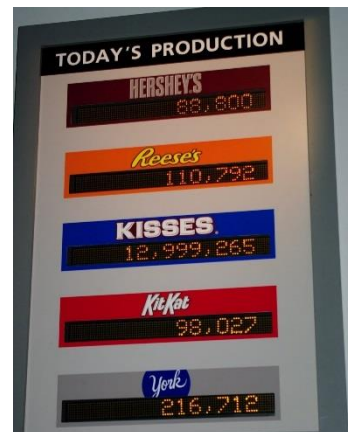 TODAY'S PRODUCTION
HERSHEY'S
88,800
Reese's
110,792
KISSES.
12,999,265
KitKat
98,027
York
216,712